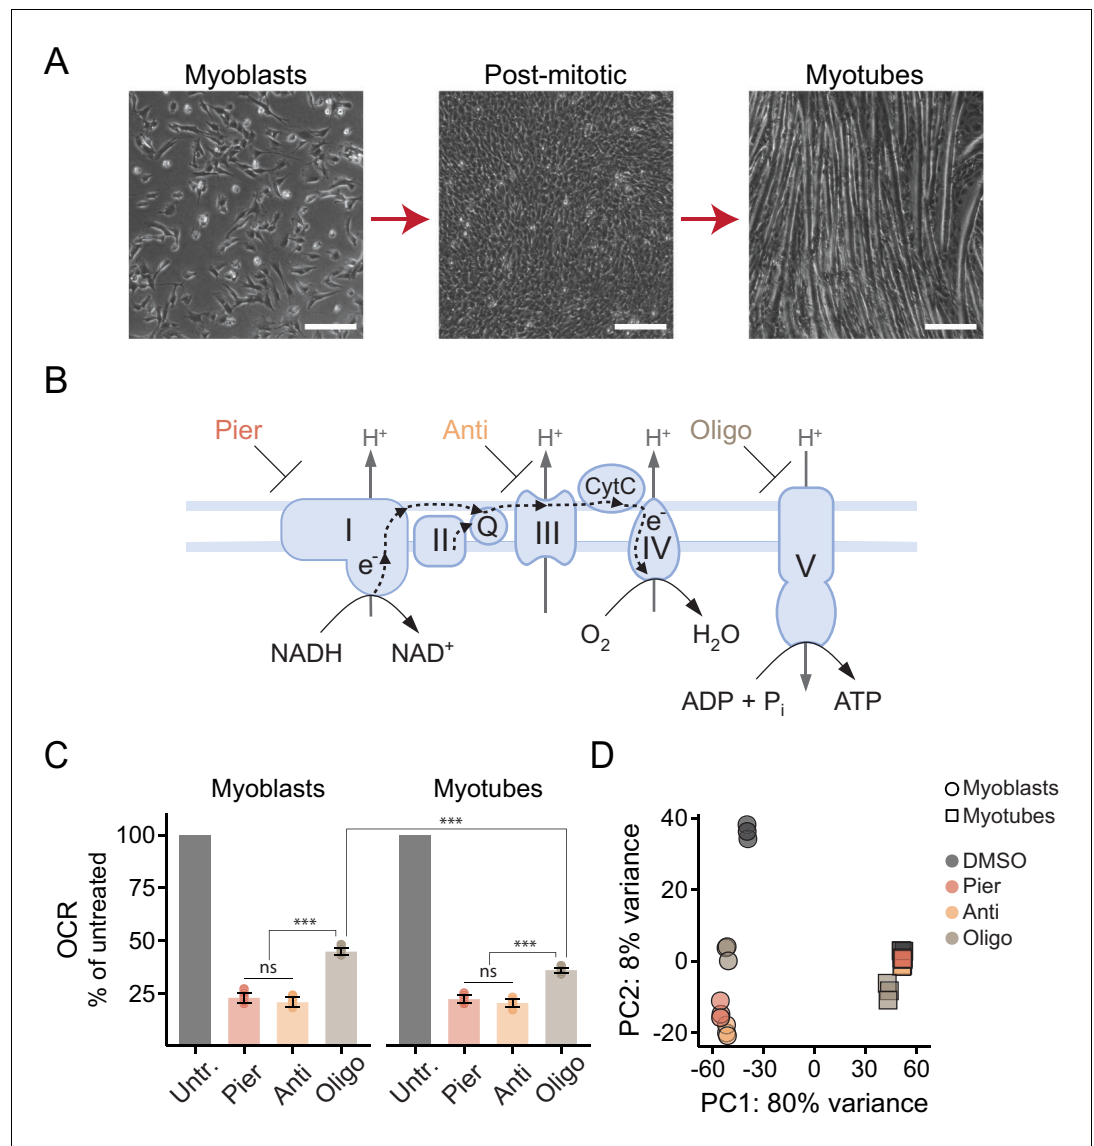 A
Myoblasts
Post-mitotic
Myotubes
B
Pier
H⁺
Anti
H⁺
H⁺
Oligo
H⁺
CytC
I
II
Q
III
e⁻
IV
V
e⁻
NADH
NAD⁺
O₂
H₂O
ADP + Pᵢ
ATP
C
Myoblasts
Myotubes
OCR
% of untreated
100
75
50
25
***
***
ns
***
ns
Untr.
Pier
Anti
Oligo
Untr.
Pier
Anti
Oligo
D
PC2: 8% variance
40
20
0
-20
-60
-30
0
30
60
PC1: 80% variance
Myoblasts
Myotubes
DMSO
Pier
Anti
Oligo